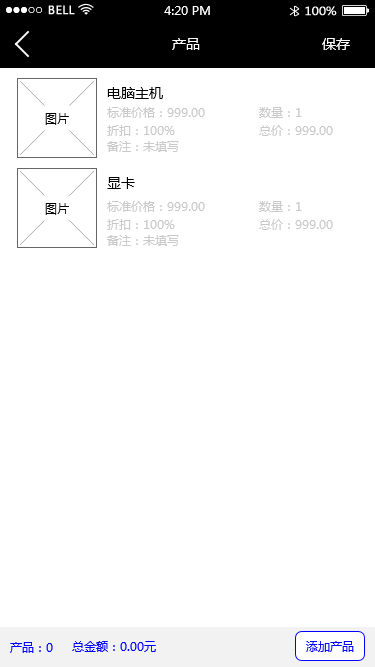 BELL 4:20 PM 100%
产品 保存
图片
电脑主机
标准价格：999.00 数量：1
折扣：100% 总价：999.00
备注：未填写
图片
显卡
标准价格：999.00 数量：1
折扣：100% 总价：999.00
备注：未填写
产品：0 总金额：0.00元 添加产品